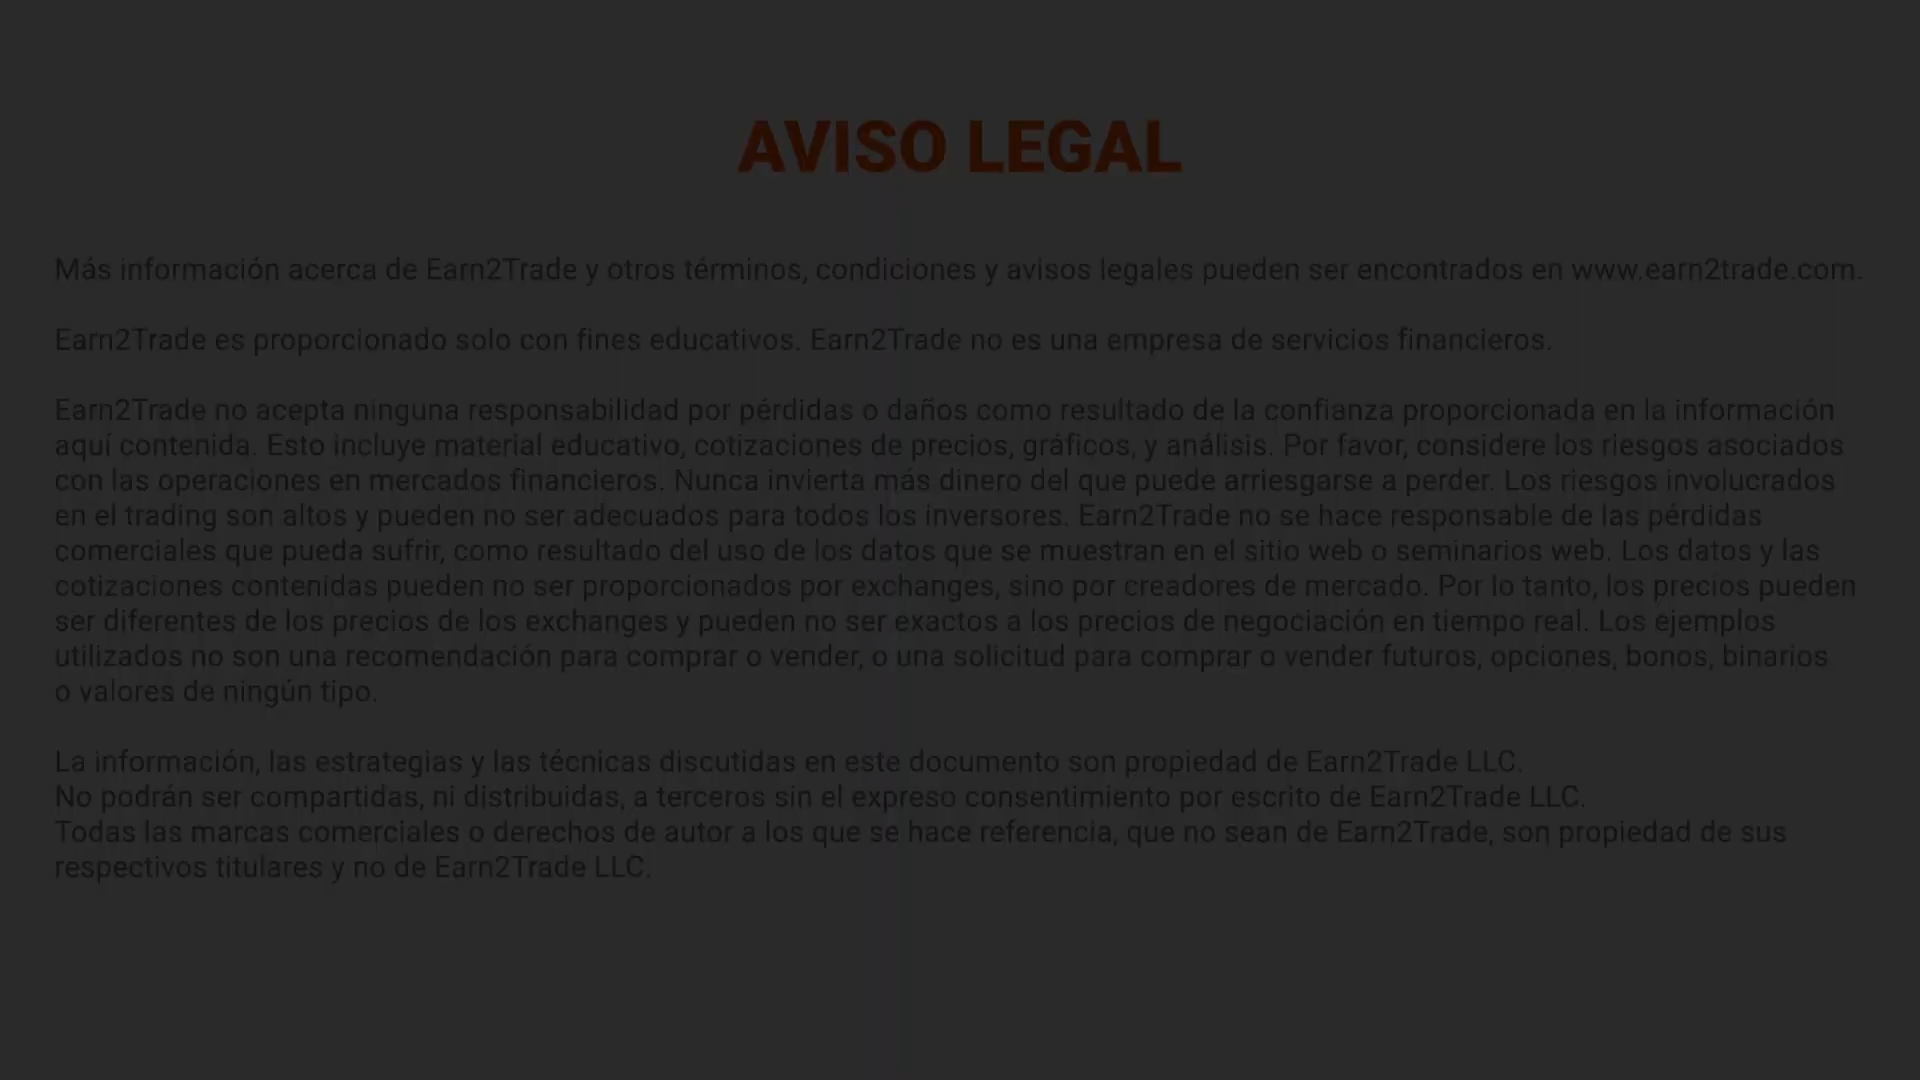 AVISO LEGAL
Más información acerca de Earn2Trade y otros términos, condiciones y avisos legales pueden ser encontrados en www.earn2trade.com.
Earn2Trade es proporcionado solo con fines educativos. Earn2Trade no es una empresa de servicios financieros.
Earn2Trade no acepta ninguna responsabilidad por pérdidas o daños como resultado de la confianza proporcionada en la información
aquí contenida. Esto incluye material educativo, cotizaciones de precios, gráficos, y análisis. Por favor, considere los riesgos asociados
con las operaciones en mercados financieros. Nunca invierta más dinero del que puede arriesgarse a perder. Los riesgos involucrados
en el trading son altos y pueden no ser adecuados para todos los inversores. Earn2Trade no se hace responsable de las pérdidas
comerciales que pueda sufrir, como resultado del uso de los datos que se muestran en el sitio web o seminarios web. Los datos y las
cotizaciones contenidas pueden no ser proporcionados por exchanges, sino por creadores de mercado. Por lo tanto, los precios pueden
ser diferentes de los precios de los exchanges y pueden no ser exactos a los precios de negociación en tiempo real. Los ejemplos
utilizados no son una recomendación para comprar o vender, o una solicitud para comprar o vender futuros, opciones, bonos, binarios
o valores de ningún tipo.
La información, las estrategias y las técnicas discutidas en este documento son propiedad de Earn2Trade LLC.
No podrán ser compartidas, ni distribuidas, a terceros sin el expreso consentimiento por escrito de Earn2Trade LLC.
Todas las marcas comerciales o derechos de autor a los que se hace referencia, que no sean de Earn2Trade, son propiedad de sus
respectivos titulares y no de Earn2Trade LLC.